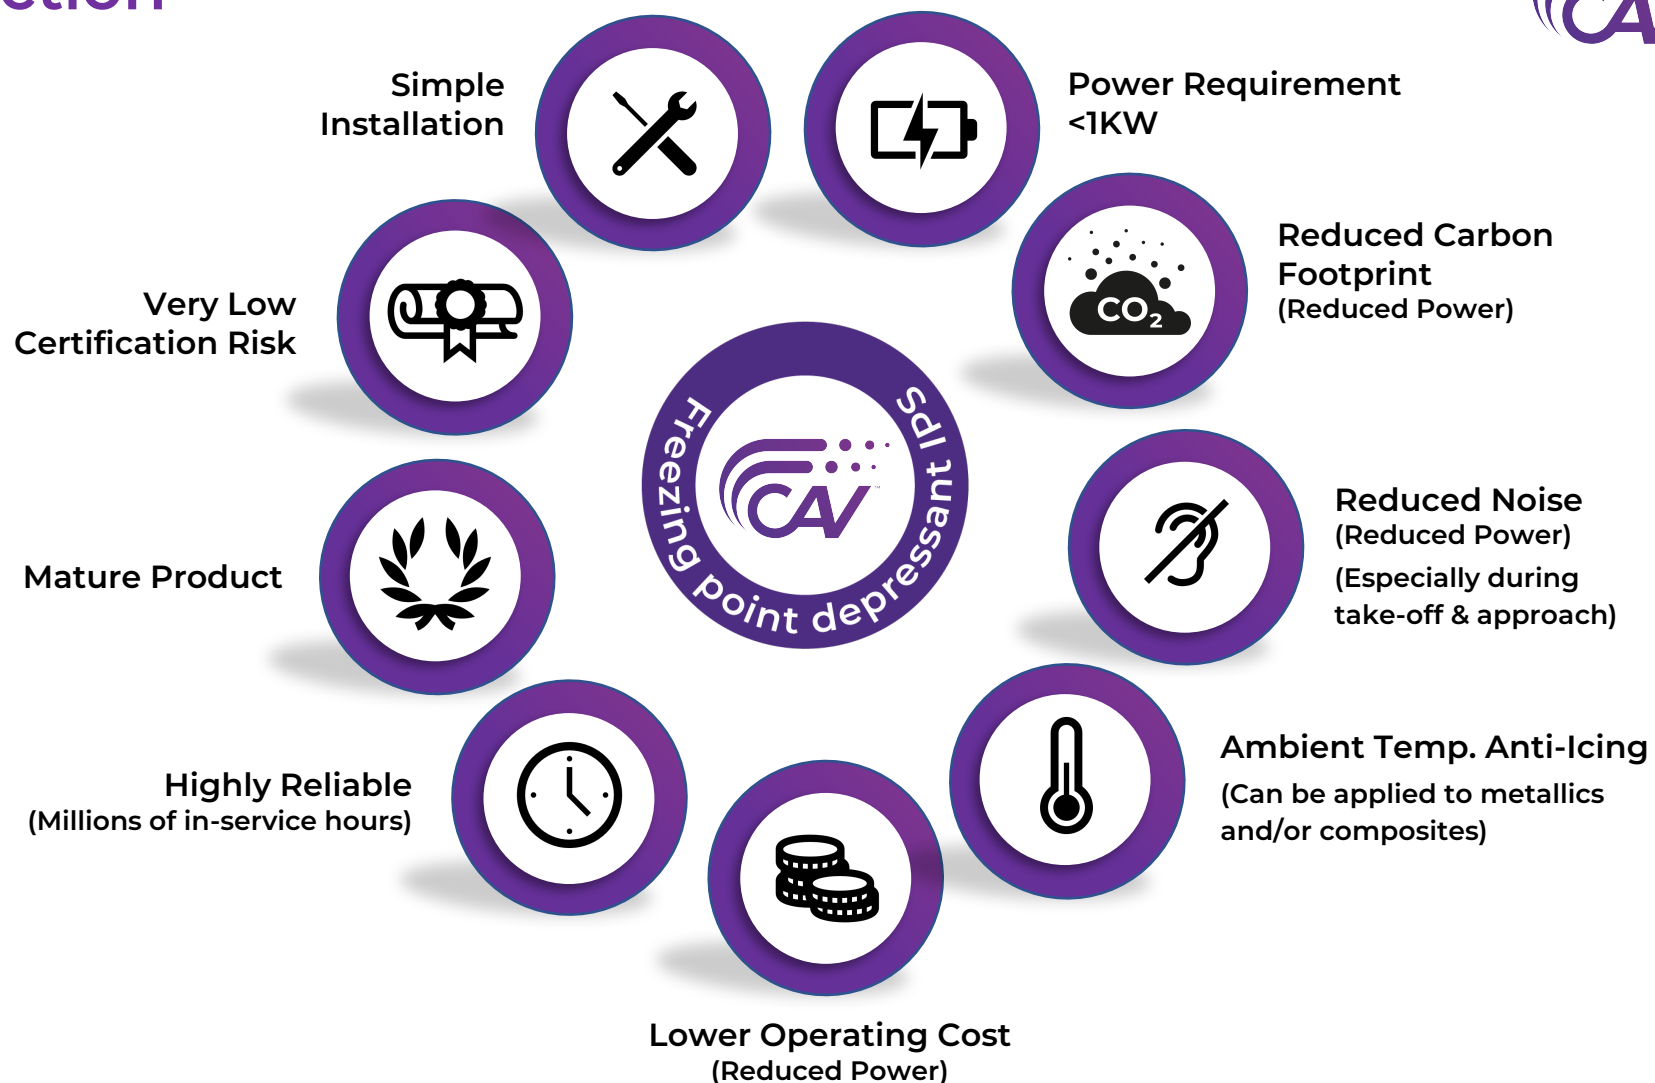 ction
CAV
Simple
Installation
Power Requirement
<1KW
Reduced Carbon
Footprint
(Reduced Power)
CO2
Very Low
Certification Risk
Freezing point depressant IPS
CAV
Reduced Noise
(Reduced Power)
(Especially during
take-off & approach)
Mature Product
Ambient Temp. Anti-Icing
(Can be applied to metallics
and/or composites)
Highly Reliable
(Millions of in-service hours)
Lower Operating Cost
(Reduced Power)